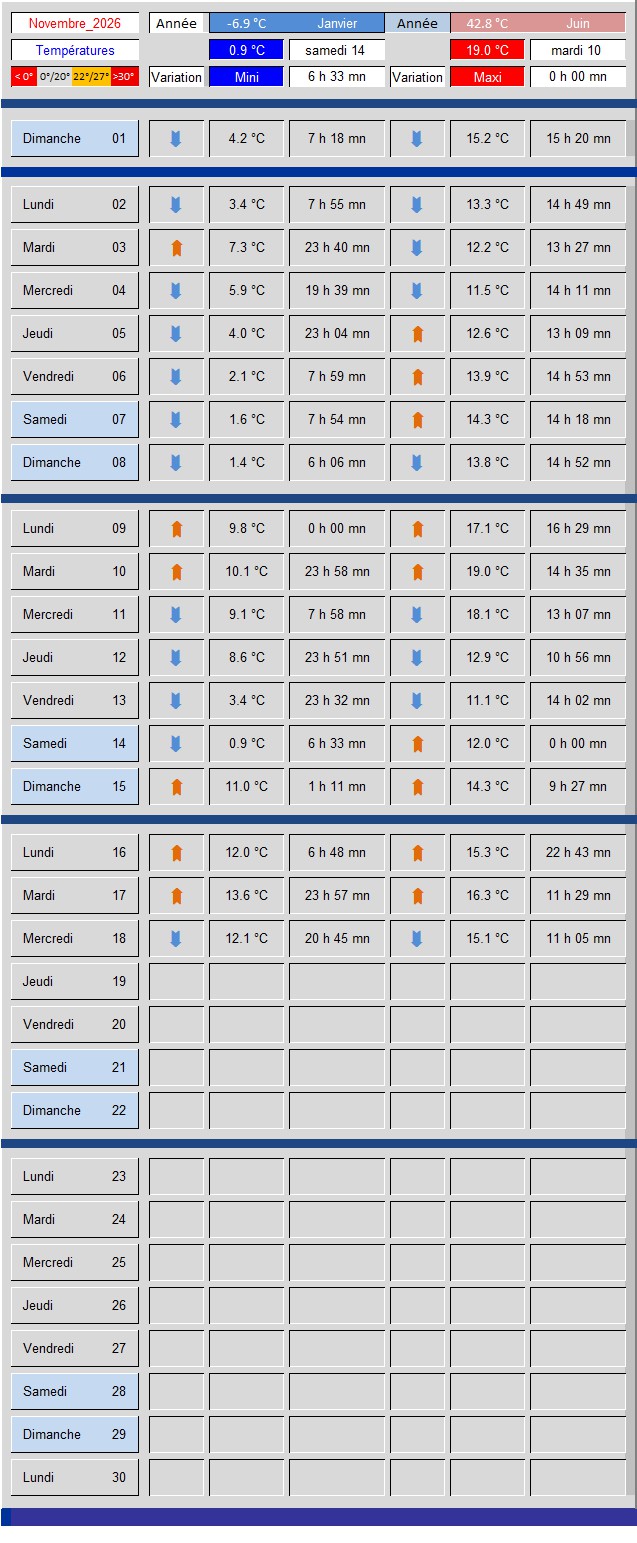 Novembre_2026 Année -6.9 °C Janvier Année 42.8 °C Juin
Températures 0.9 °C samedi 14 19.0 °C mardi 10
< 0° 0°/20° 22°/27° >30° Variation Mini 6 h 33 mn Variation Maxi 0 h 00 mn
Dimanche 01 4.2 °C 7 h 18 mn 15.2 °C 15 h 20 mn
Lundi 02 3.4 °C 7 h 55 mn 13.3 °C 14 h 49 mn
Mardi 03 7.3 °C 23 h 40 mn 12.2 °C 13 h 27 mn
Mercredi 04 5.9 °C 19 h 39 mn 11.5 °C 14 h 11 mn
Jeudi 05 4.0 °C 23 h 04 mn 12.6 °C 13 h 09 mn
Vendredi 06 2.1 °C 7 h 59 mn 13.9 °C 14 h 53 mn
Samedi 07 1.6 °C 7 h 54 mn 14.3 °C 14 h 18 mn
Dimanche 08 1.4 °C 6 h 06 mn 13.8 °C 14 h 52 mn
Lundi 09 9.8 °C 0 h 00 mn 17.1 °C 16 h 29 mn
Mardi 10 10.1 °C 23 h 58 mn 19.0 °C 14 h 35 mn
Mercredi 11 9.1 °C 7 h 58 mn 18.1 °C 13 h 07 mn
Jeudi 12 8.6 °C 23 h 51 mn 12.9 °C 10 h 56 mn
Vendredi 13 3.4 °C 23 h 32 mn 11.1 °C 14 h 02 mn
Samedi 14 0.9 °C 6 h 33 mn 12.0 °C 0 h 00 mn
Dimanche 15 11.0 °C 1 h 11 mn 14.3 °C 9 h 27 mn
Lundi 16 12.0 °C 6 h 48 mn 15.3 °C 22 h 43 mn
Mardi 17 13.6 °C 23 h 57 mn 16.3 °C 11 h 29 mn
Mercredi 18 12.1 °C 20 h 45 mn 15.1 °C 11 h 05 mn
Jeudi 19
Vendredi 20
Samedi 21
Dimanche 22
Lundi 23
Mardi 24
Mercredi 25
Jeudi 26
Vendredi 27
Samedi 28
Dimanche 29
Lundi 30